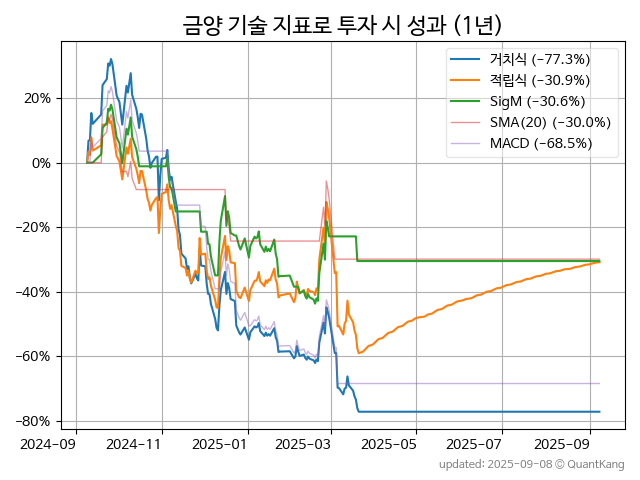 금양 기술 지표로 투자 시 성과 (1년)
거치식 (−77.3%)
적립식 (−30.9%)
SigM (−30.6%)
SMA(20) (−30.0%)
MACD (−68.5%)
20%
0%
−20%
−40%
−60%
−80%
2024−09
2024−11
2025−01
2025−03
2025−05
2025−07
2025−09
updated: 2025-09-08 © QuantKang